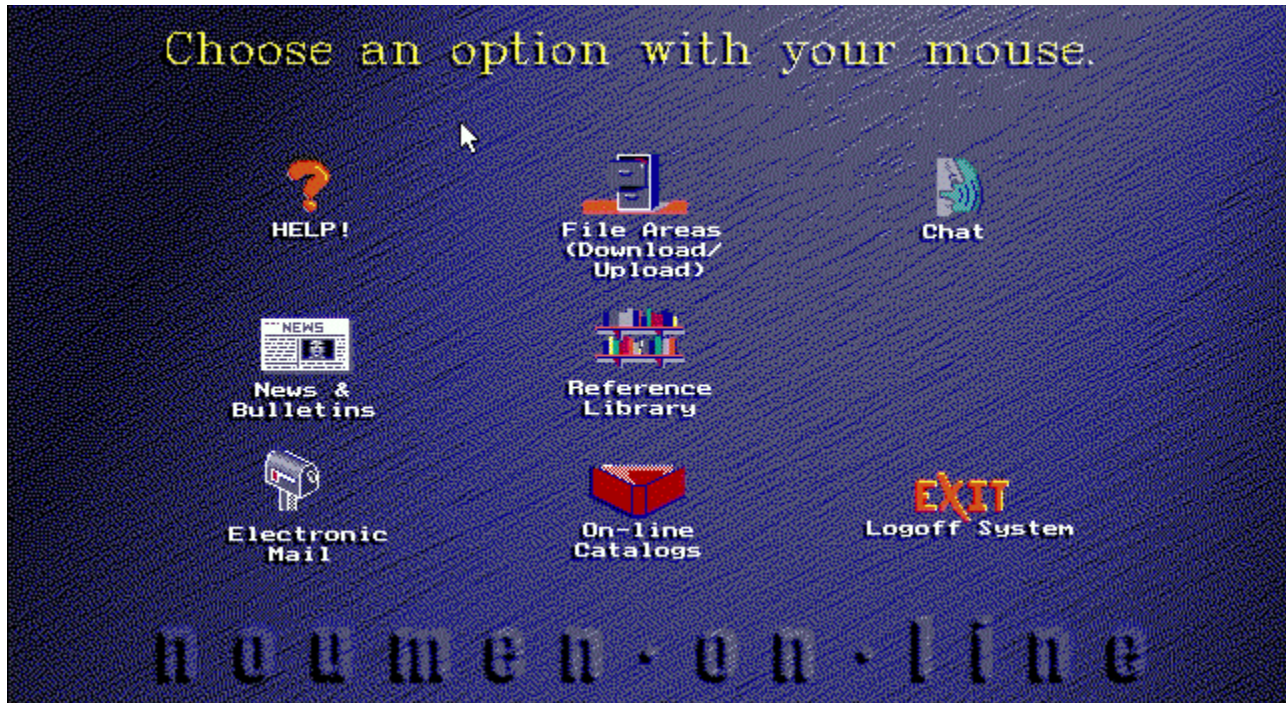 Choose an option with your mouse.
HELP!
File Areas
(Download/
Upload)
Chat
NEWS
News &
Bulletins
Reference
Library
Electronic
Mail
On-line
Catalogs
EXIT
Logoff System
noumen·on·line